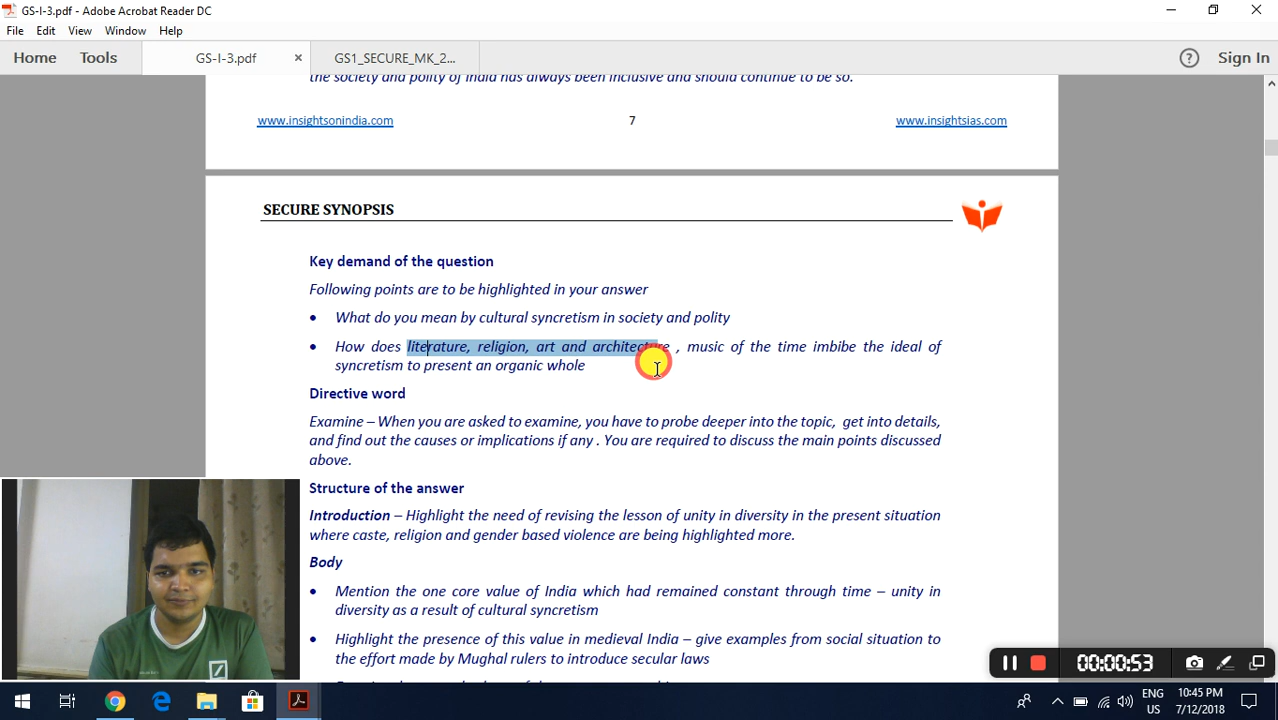 GS-I-3.pdf - Adobe Acrobat Reader DC
File Edit View Window Help
Home Tools GS-I-3.pdf × GS1_SECURE_MK_2... Sign In
the society and polity of India has always been inclusive and should continue to be so.
www.insightsonindia.com 7 www.insightsias.com
SECURE SYNOPSIS
Key demand of the question
Following points are to be highlighted in your answer
• What do you mean by cultural syncretism in society and polity
• How does literature, religion, art and architecture , music of the time imbibe the ideal of
syncretism to present an organic whole
Directive word
Examine – When you are asked to examine, you have to probe deeper into the topic, get into details,
and find out the causes or implications if any . You are required to discuss the main points discussed
above.
Structure of the answer
Introduction – Highlight the need of revising the lesson of unity in diversity in the present situation
where caste, religion and gender based violence are being highlighted more.
Body
• Mention the one core value of India which had remained constant through time – unity in
diversity as a result of cultural syncretism
• Highlight the presence of this value in medieval India – give examples from social situation to
the effort made by Mughal rulers to introduce secular laws
00:00:53
ENG 10:45 PM
US 7/12/2018